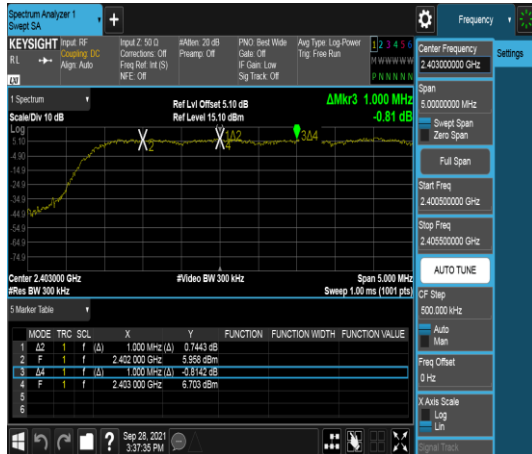 Spectrum Analyzer 1
Swept SA
+
Frequency
KEYSIGHT
RL
LXI
Input: RF
Coupling: DC
Align: Auto
Input Z: 50 Ω
Corrections: Off
Freq Ref: Int (S)
NFE: Off
#Atten: 20 dB
Preamp: Off
PNO: Best Wide
Gate: Off
IF Gain: Low
Sig Track: Off
Avg Type: Log-Power
Trig: Free Run
1 2 3 4 5 6
M W W W W W
P N N N N N
Center Frequency
2.403000000 GHz
Settings
Span
5.00000000 MHz
Swept Span
Zero Span
Full Span
Start Freq
2.400500000 GHz
Stop Freq
2.405500000 GHz
AUTO TUNE
CF Step
500.000 kHz
Auto
Man
Freq Offset
0 Hz
X Axis Scale
Log
Lin
Signal Track
1 Spectrum
Scale/Div 10 dB
Ref Lvl Offset 5.10 dB
Ref Level 15.10 dBm
ΔMkr3 1.000 MHz
-0.81 dB
Log
5.10
-4.90
-14.9
-24.9
-34.9
-44.9
-54.9
-64.9
-74.9
2
1Δ2
4
3Δ4
Center 2.403000 GHz
#Video BW 300 kHz
Span 5.000 MHz
#Res BW 300 kHz
Sweep 1.00 ms (1001 pts)
5 Marker Table
MODE TRC SCL X Y FUNCTION FUNCTION WIDTH FUNCTION VALUE
1 Δ2 1 f (Δ) 1.000 MHz (Δ) 0.7443 dB
2 F 1 f 2.402 000 GHz 5.958 dBm
3 Δ4 1 f (Δ) 1.000 MHz (Δ) -0.8142 dB
4 F 1 f 2.403 000 GHz 6.703 dBm
5
6
?
Sep 28, 2021
3:37:35 PM